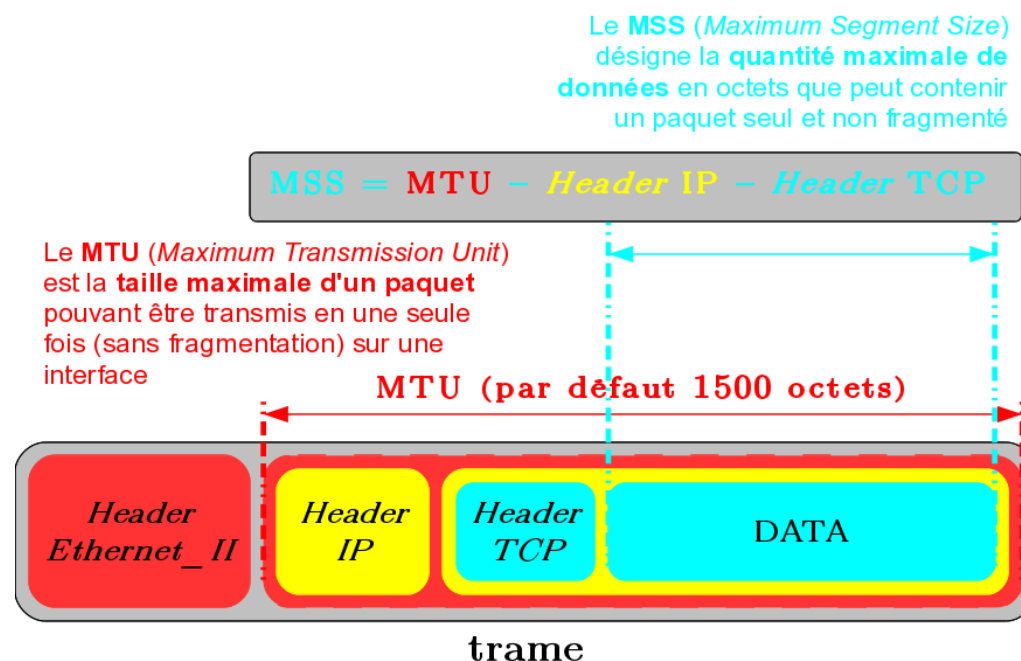 Le MSS (Maximum Segment Size)
désigne la quantité maximale de
données en octets que peut contenir
un paquet seul et non fragmenté
MSS = MTU – Header IP – Header TCP
Le MTU (Maximum Transmission Unit)
est la taille maximale d'un paquet
pouvant être transmis en une seule
fois (sans fragmentation) sur une
interface
MTU (par défaut 1500 octets)
Header
Ethernet_II
Header
IP
Header
TCP
DATA
trame